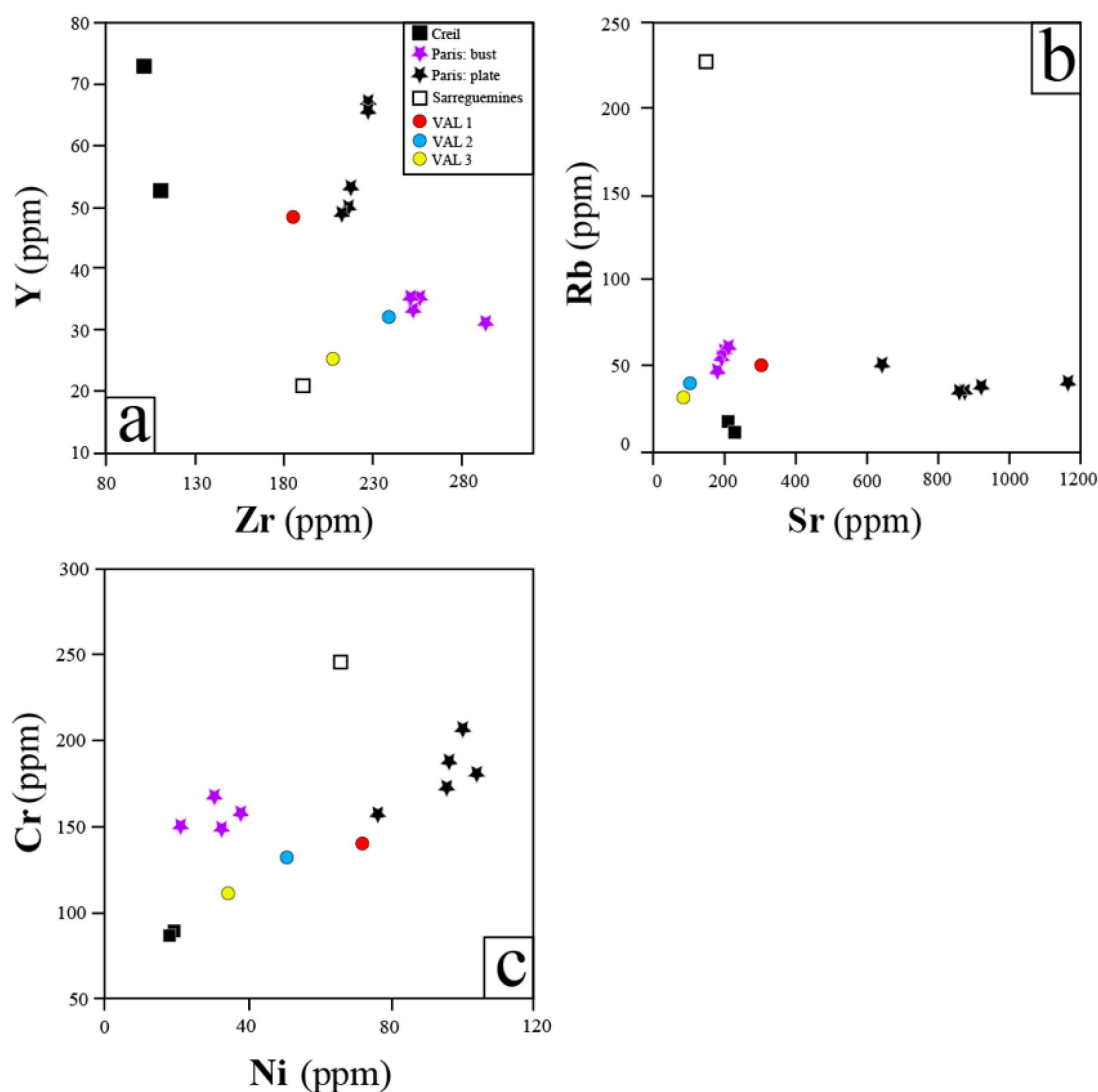 80
70
60
50
40
30
20
10
Y (ppm)
80
130
180
230
280
Zr (ppm)
a
Creil
Paris: bust
Paris: plate
Sarreguemines
VAL 1
VAL 2
VAL 3
250
200
150
100
50
0
Rb (ppm)
0
200
400
600
800
1000
1200
Sr (ppm)
b
300
250
200
150
100
50
Cr (ppm)
0
40
80
120
Ni (ppm)
c